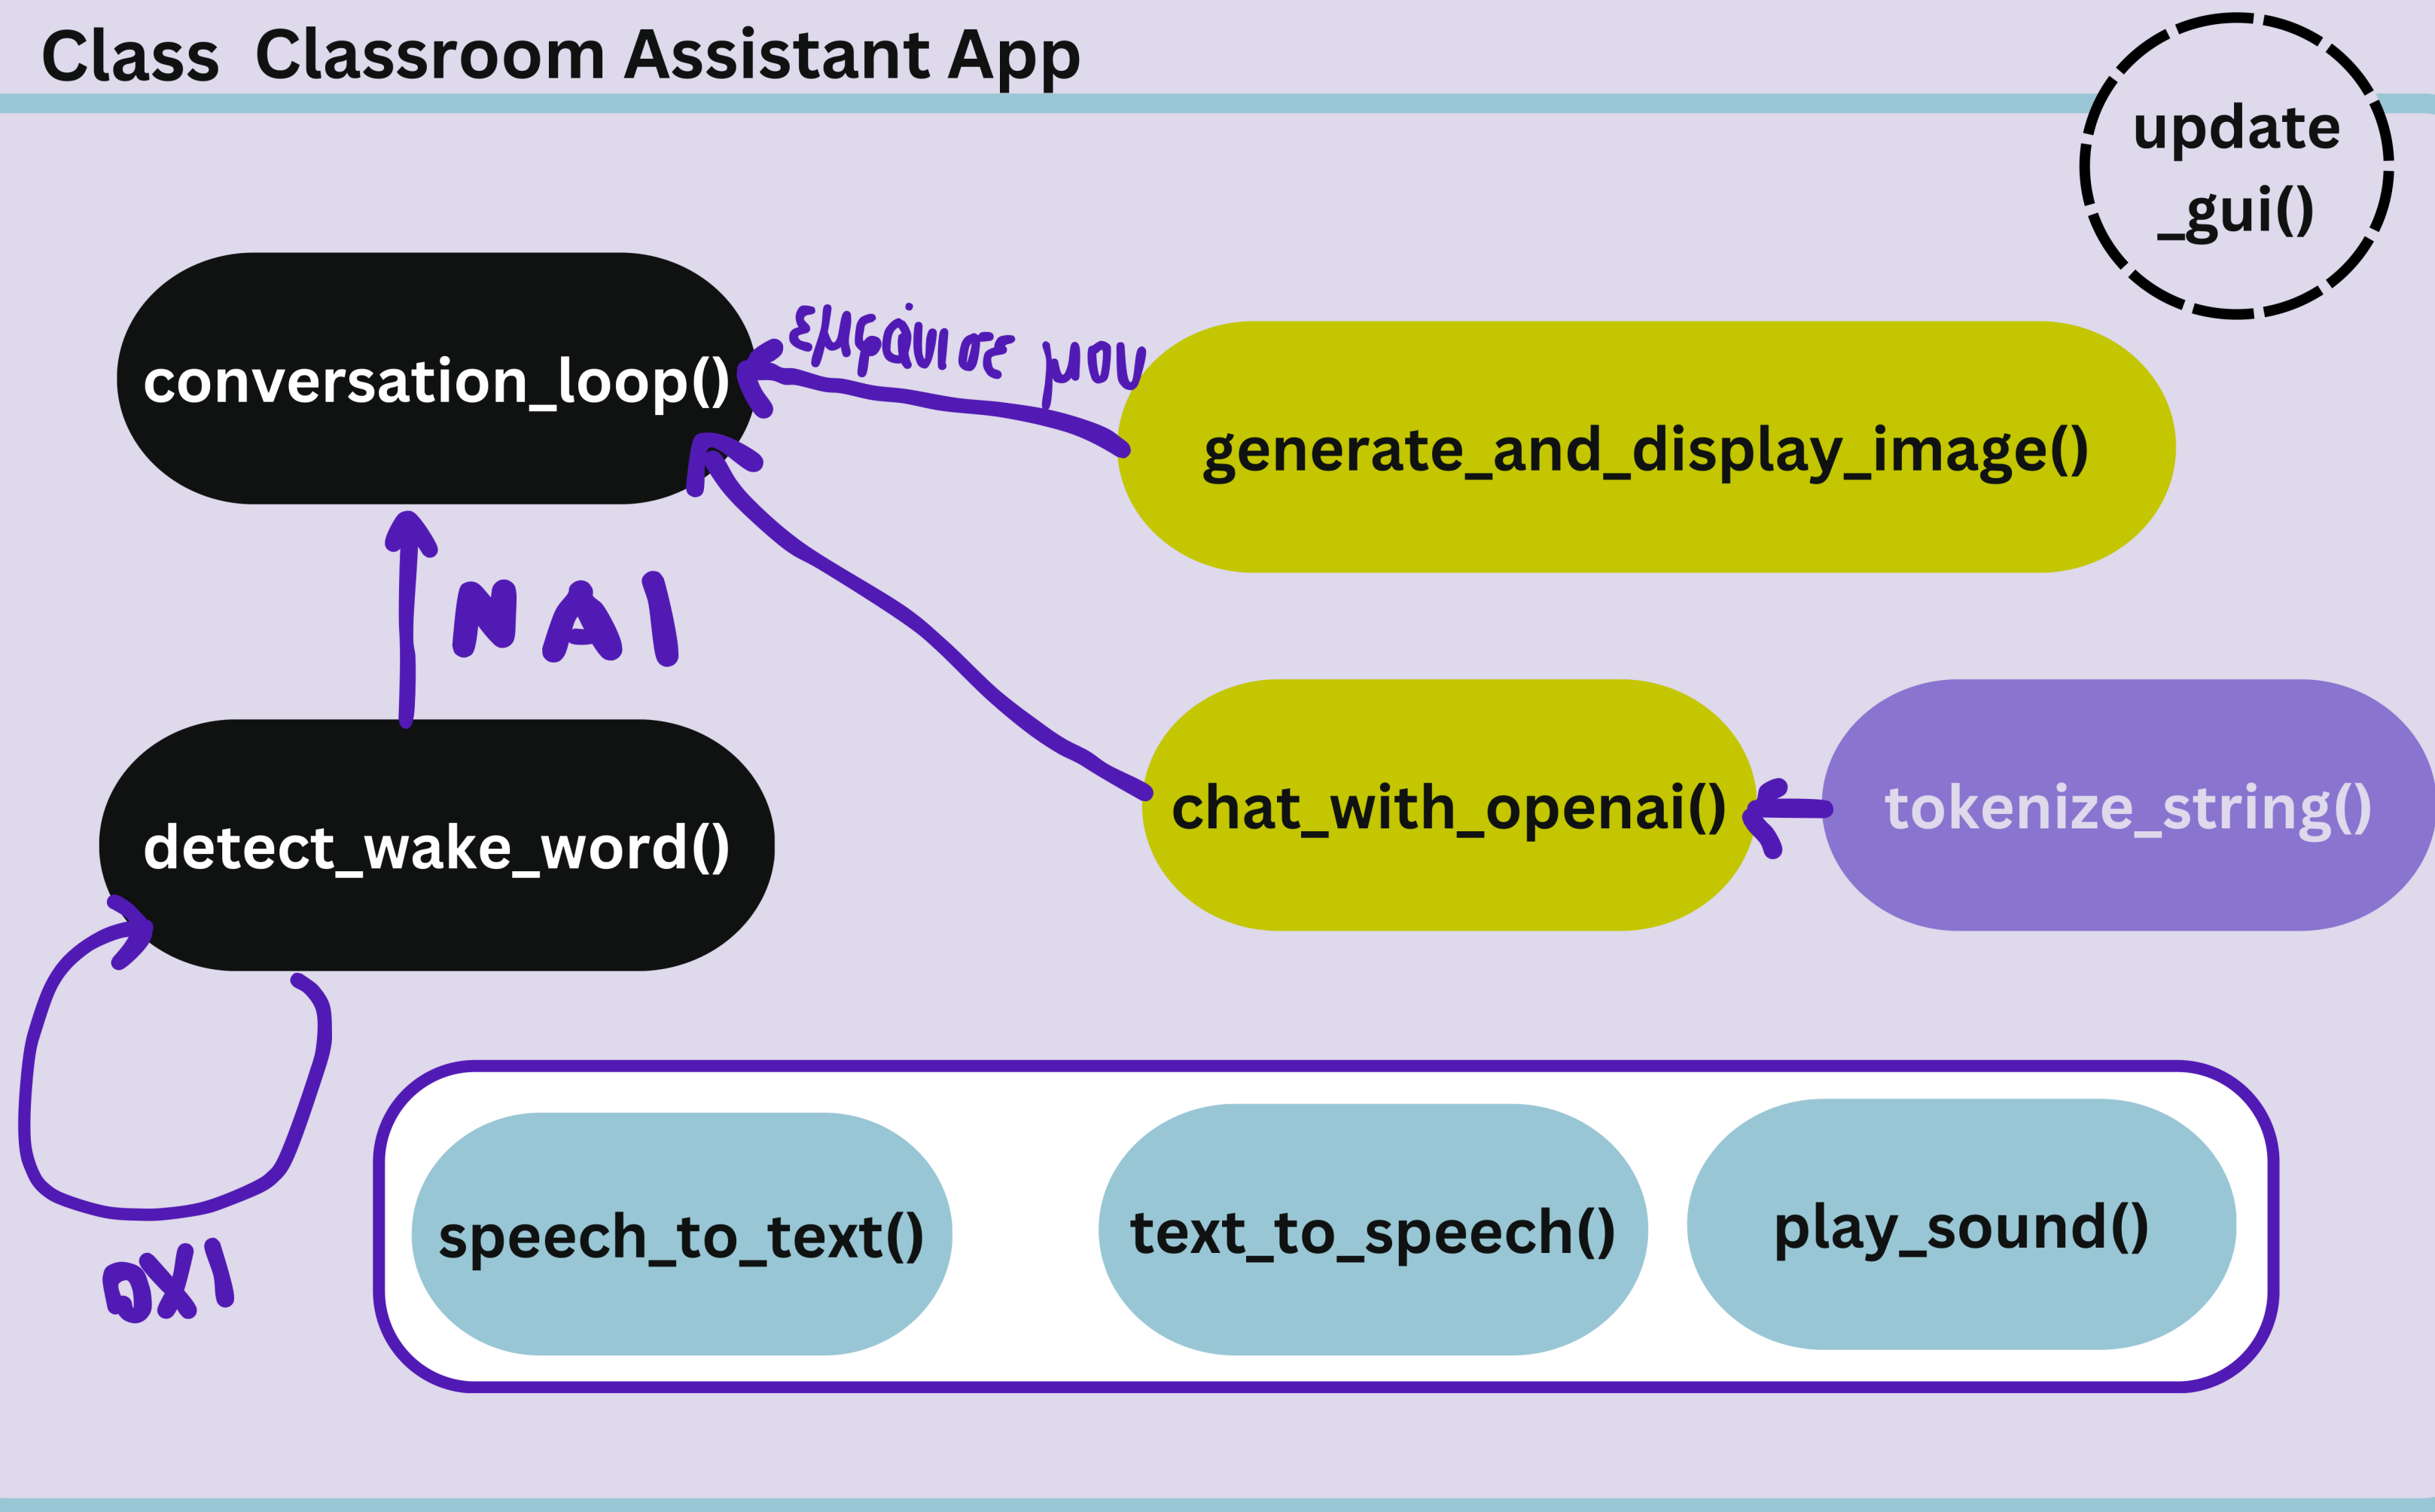 Class Classroom Assistant App
update
_gui()
conversation_loop()
εμφάνισε μου
generate_and_display_image()
ΝΑΙ
detect_wake_word()
chat_with_openai()
tokenize_string()
speech_to_text()
text_to_speech()
play_sound()
ΟΧΙ